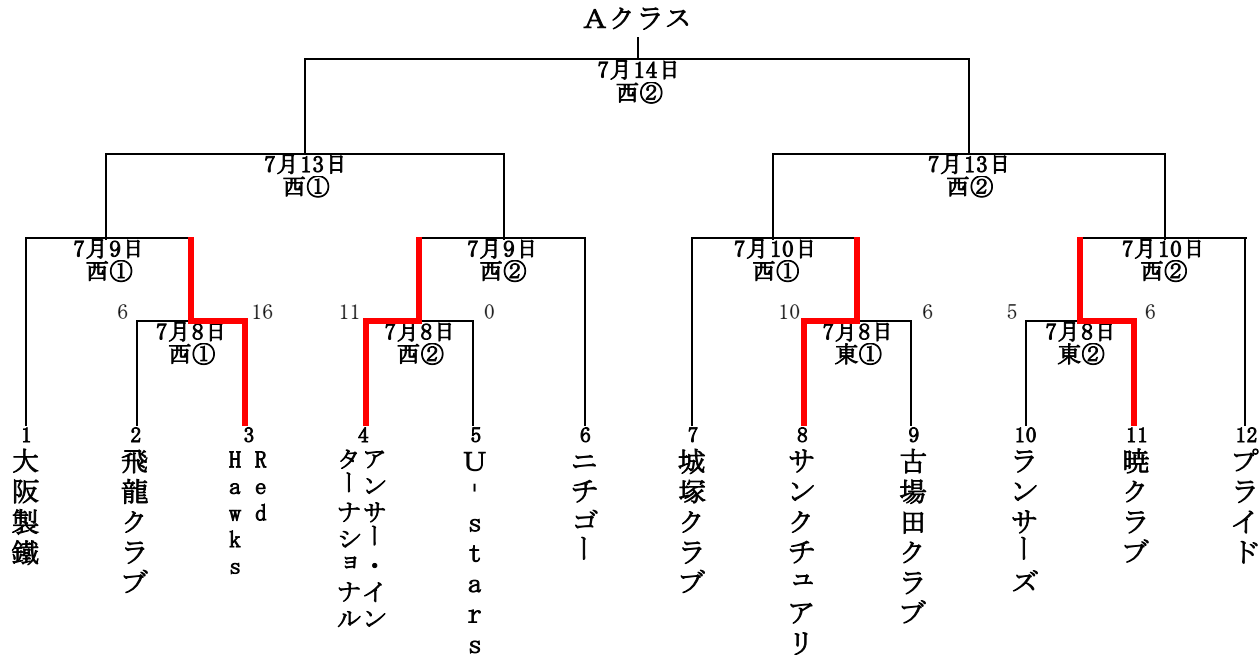 Aクラス
7月14日
西②
7月13日
西①
7月13日
西②
7月9日
西①
7月9日
西②
7月10日
西①
7月10日
西②
6
16
11
0
10
6
5
6
7月8日
西①
7月8日
西②
7月8日
東①
7月8日
東②
1
大阪製鐵
2
飛龍クラブ
3
Red
Hawks
4
アンサー・イン
ターナショナル
5
U-stars
6
ニチゴー
7
城塚クラブ
8
サンクチュアリ
9
古場田クラブ
10
ランサーズ
11
暁クラブ
12
プライド